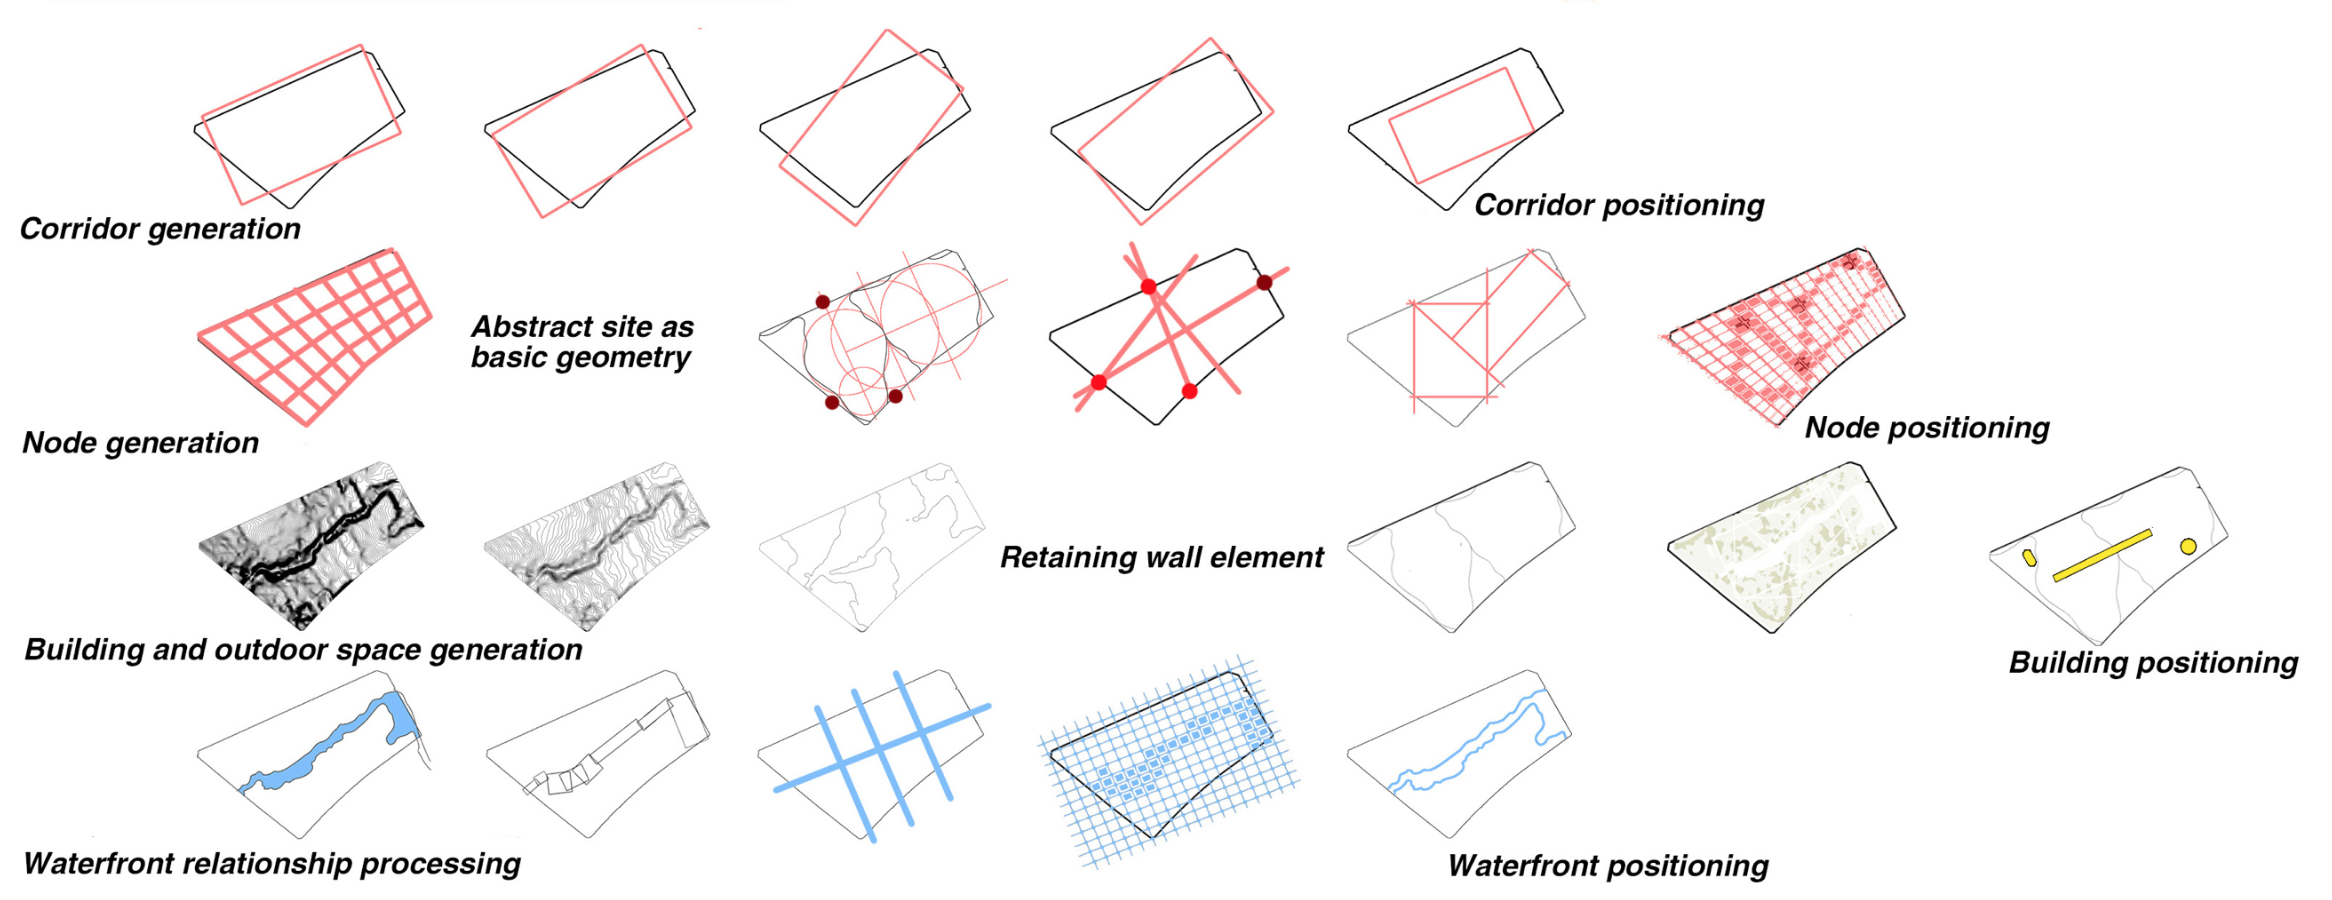 Corridor generation
Corridor positioning
Abstract site as
basic geometry
Node generation
Node positioning
Retaining wall element
Building and outdoor space generation
Building positioning
Waterfront relationship processing
Waterfront positioning